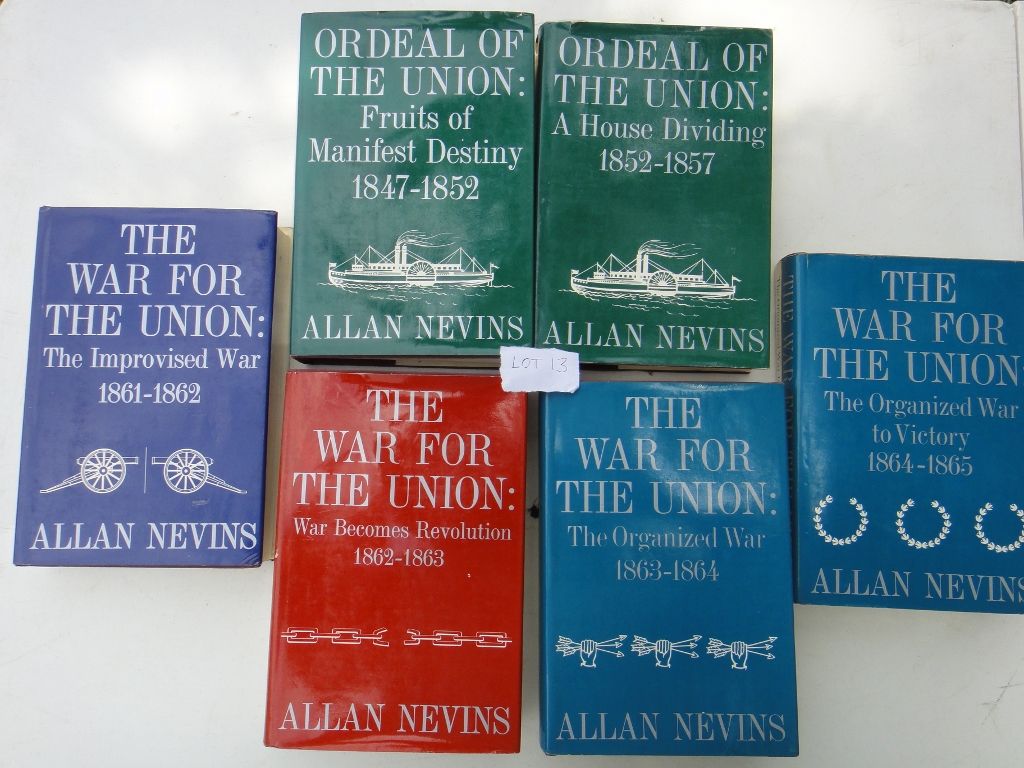 ORDEAL OF
THE UNION:
Fruits of
Manifest Destiny
1847-1852
ALLAN NEVINS
ORDEAL OF
THE UNION:
A House Dividing
1852-1857
ALLAN NEVINS
THE
WAR FOR
THE UNION:
The Improvised War
1861-1862
ALLAN NEVINS
LOT 13
THE
WAR FOR
THE UNION:
War Becomes Revolution
1862-1863
ALLAN NEVINS
THE
WAR FOR
THE UNION:
The Organized War
1863-1864
ALLAN NEVINS
THE
WAR FOR
THE UNION:
The Organized War
to Victory
1864-1865
ALLAN NEVINS